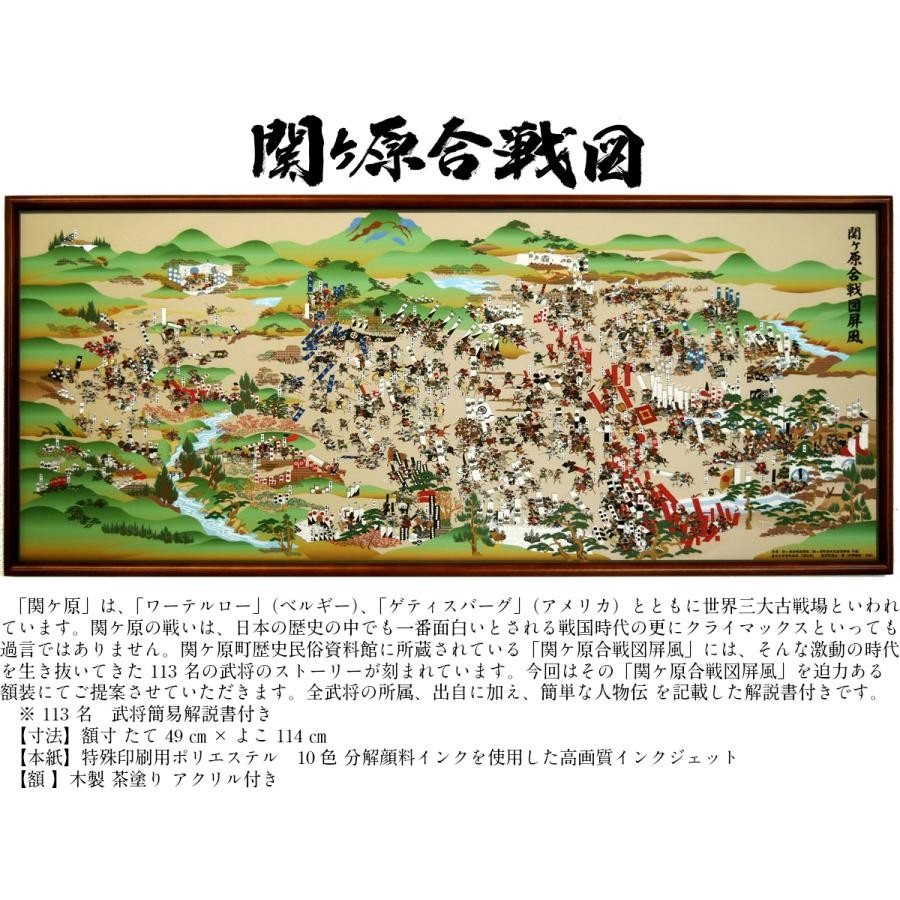 関ヶ原合戦図
関ヶ原合戦図屏風
「関ケ原」は、「ワーテルロー」(ベルギー)、「ゲティスバーグ」(アメリカ) とともに世界三大古戦場といわれ
ています。関ケ原の戦いは、日本の歴史の中でも一番面白いとされる戦国時代の更にクライマックスといっても
過言ではありません。関ケ原町歴史民俗資料館に所蔵されている「関ケ原合戦図屏風」には、そんな激動の時代
を生き抜いてきた 113 名の武将のストーリーが刻まれています。今回はその「関ケ原合戦図屏風」を迫力ある
額装にてご提案させていただきます。全武将の所属、出自に加え、簡単な人物伝 を記載した解説書付きです。
※ 113 名　武将簡易解説書付き
【寸法】額寸 たて 49 ㎝ × よこ 114 ㎝
【本紙】特殊印刷用ポリエステル　10 色 分解顔料インクを使用した高画質インクジェット
【額 】木製 茶塗り アクリル付き